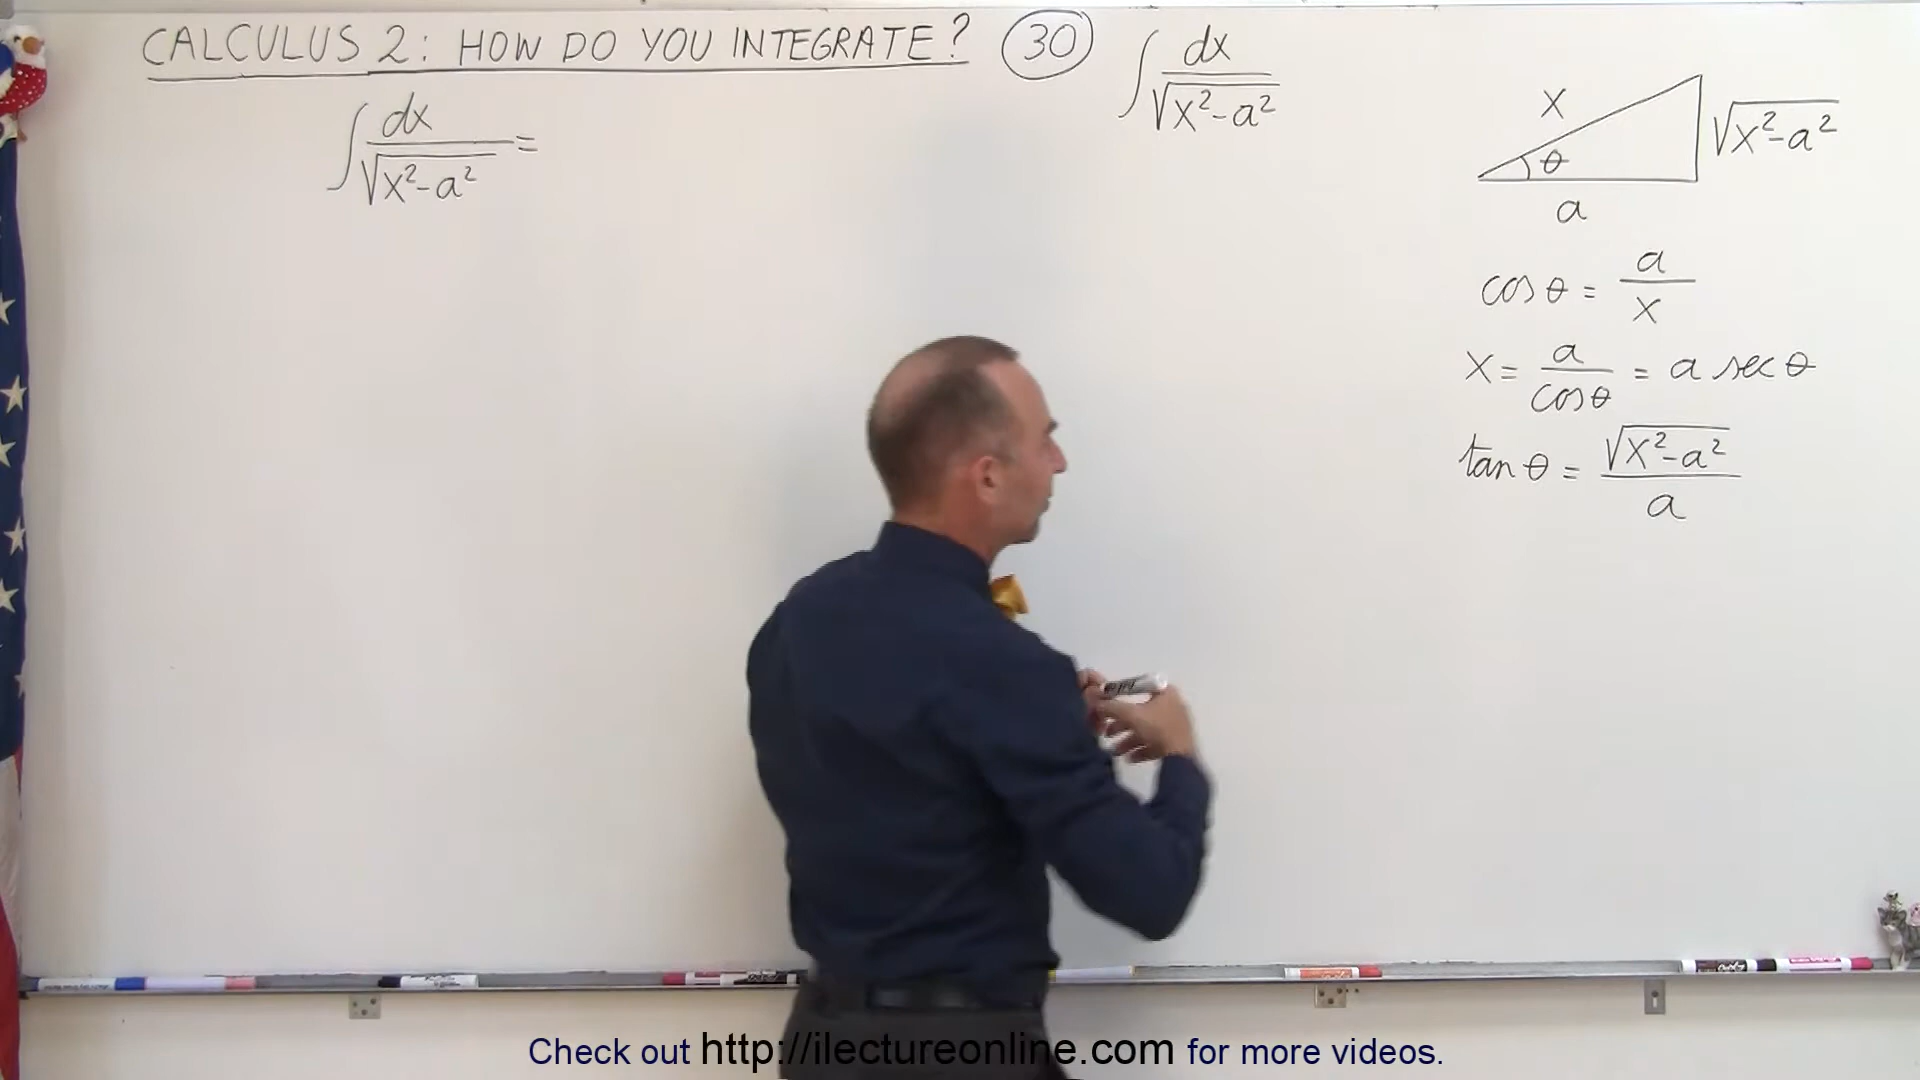 CALCULUS 2: HOW DO YOU INTEGRATE? 30 ∫ dx/√(x²-a²)
∫ dx/√(x²-a²) =
x
√(x²-a²)
θ
a
cos θ = a/x
x = a/cos θ = a sec θ
tan θ = √(x²-a²)/a
Check out http://ilectureonline.com for more videos.